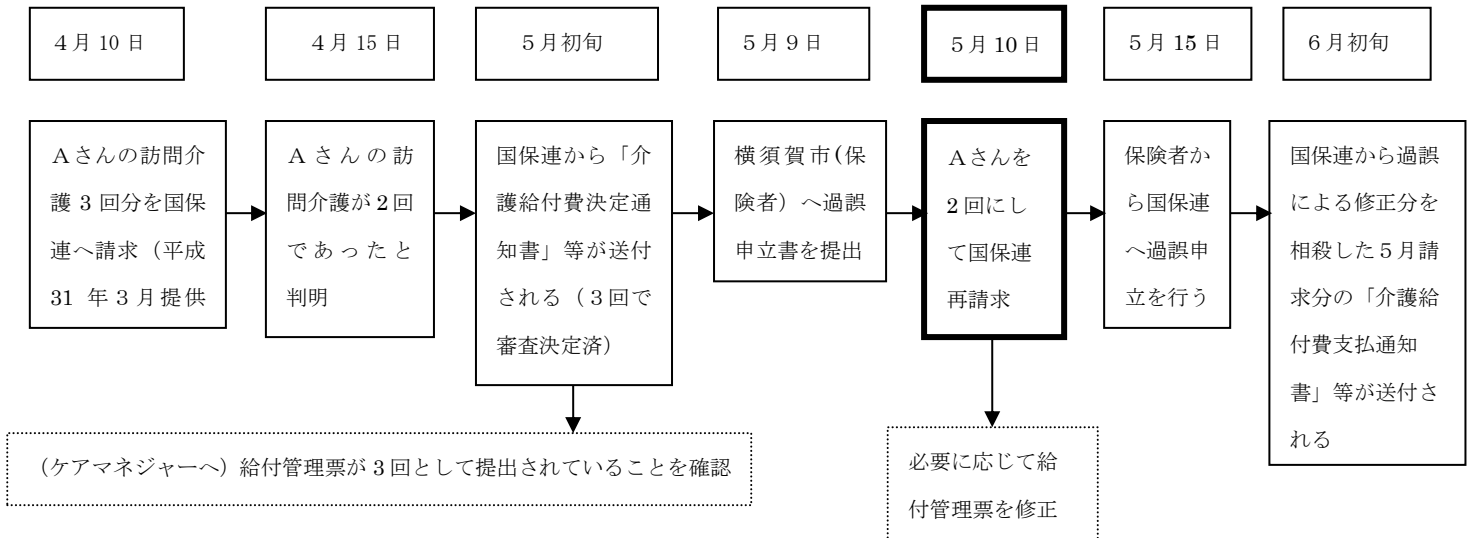 ４月 10 日
４月 15 日
５月初旬
５月９日
５月 10 日
５月 15 日
６月初旬
Ａさんの訪問介
護 3 回分を国保
連へ請求（平成
31 年３月提供
Ａさんの訪
問介護が 2 回
であったと
判明
国保連から「介
護給付費決定通
知書」等が送付
される（３回で
審査決定済）
横須賀市(保
険者）へ過誤
申立書を提出
Ａさんを
2 回にし
て国保連
再請求
保険者か
ら国保連
へ過誤申
立を行う
国保連から過誤
による修正分を
相殺した５月請
求分の「介護給
付費支払通知
書」等が送付さ
れる
（ケアマネジャーへ）給付管理票が 3 回として提出されていることを確認
必要に応じて給
付管理票を修正